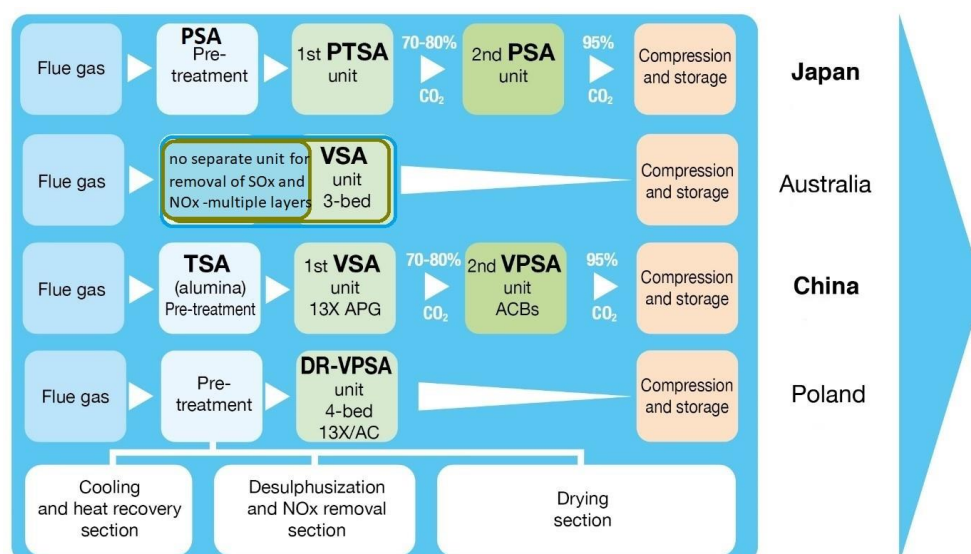 Flue gas
PSA
Pre-
treatment
1st PTSA
unit
70-80%
CO₂
2nd PSA
unit
95%
CO₂
Compression
and storage
Japan
Flue gas
no separate unit for
removal of SOx and
NOx -multiple layers
VSA
unit
3-bed
Compression
and storage
Australia
Flue gas
TSA
(alumina)
Pre-treatment
1st VSA
unit
13X APG
70-80%
CO₂
2nd VPSA
unit
ACBs
95%
CO₂
Compression
and storage
China
Flue gas
Pre-
treatment
DR-VPSA
unit
4-bed
13X/AC
Compression
and storage
Poland
Cooling
and heat recovery
section
Desulphusization
and NOx removal
section
Drying
section